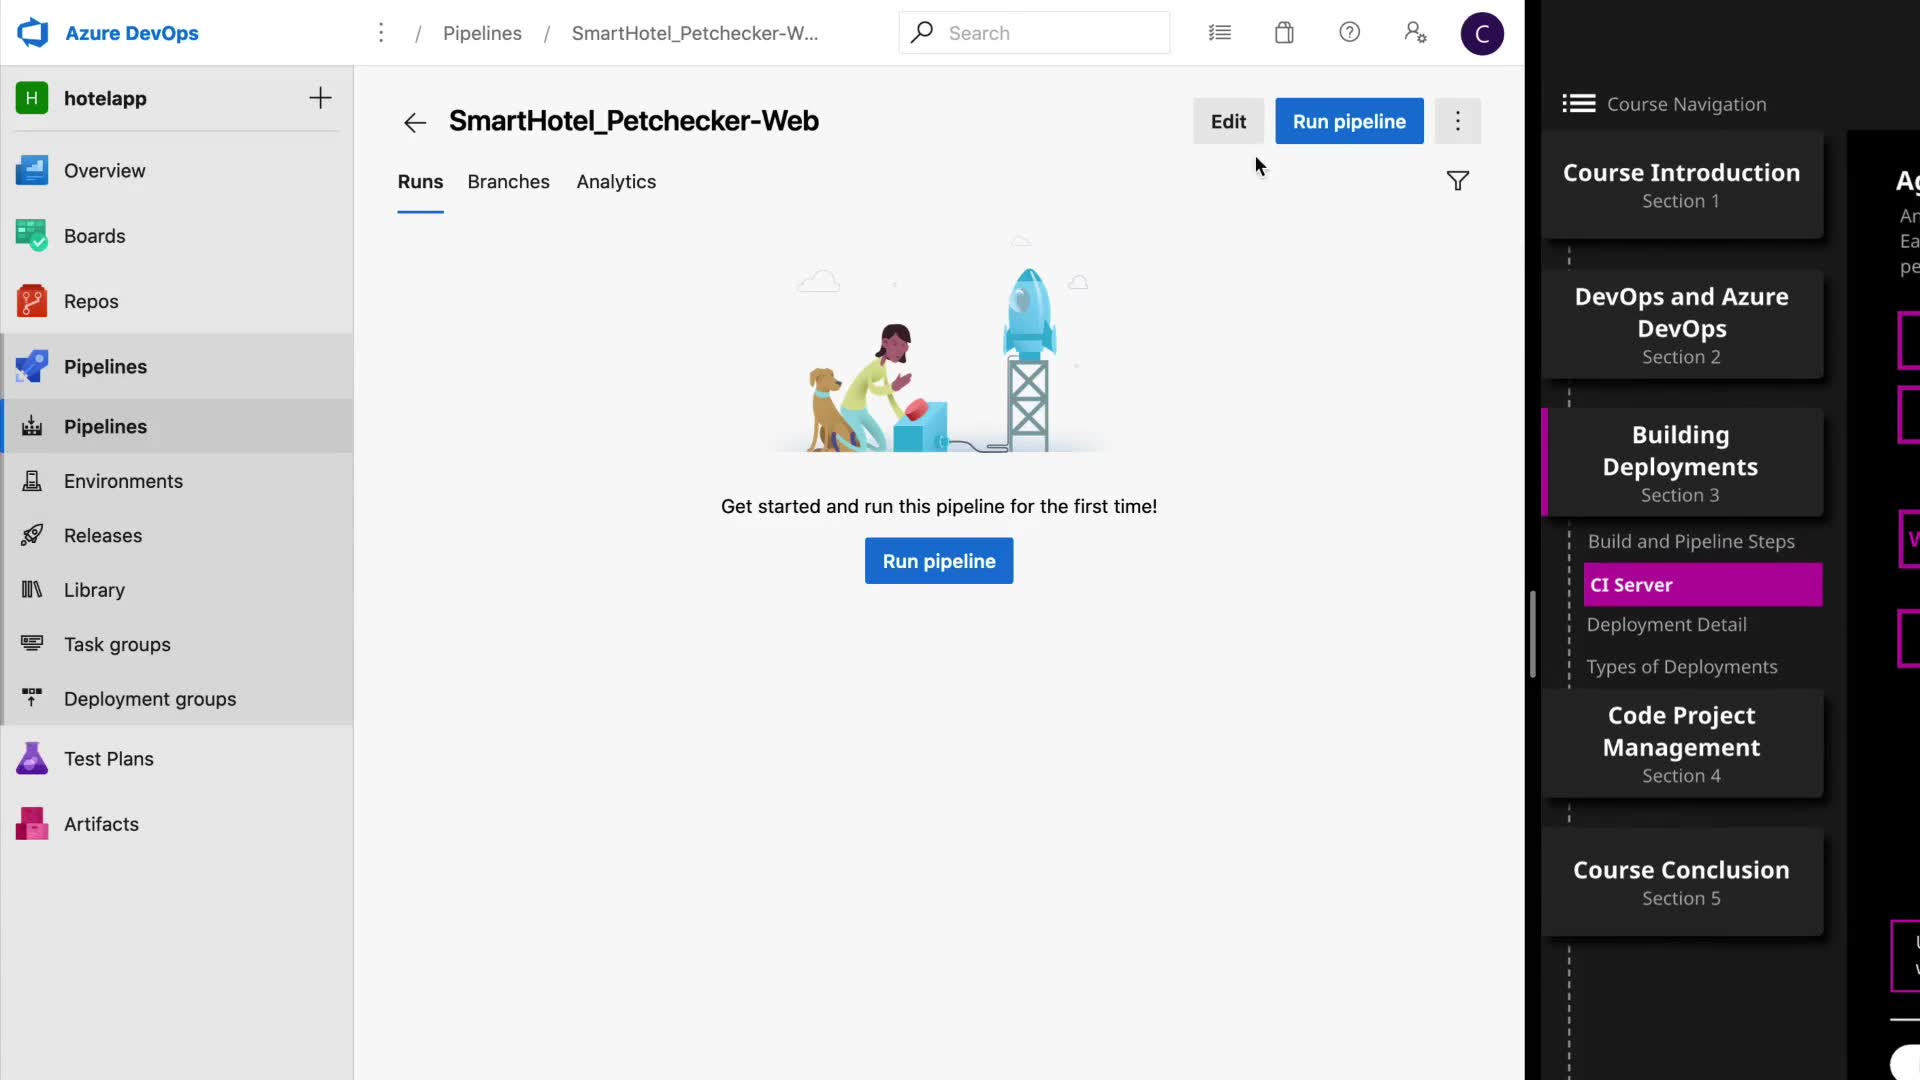 Azure DevOps
/ Pipelines / SmartHotel_Petchecker-W...
Search
C
H hotelapp
Overview
Boards
Repos
Pipelines
Pipelines
Environments
Releases
Library
Task groups
Deployment groups
Test Plans
Artifacts
SmartHotel_Petchecker-Web
Edit
Run pipeline
Runs Branches Analytics
Get started and run this pipeline for the first time!
Run pipeline
Course Navigation
Course Introduction
Section 1
DevOps and Azure
DevOps
Section 2
Building
Deployments
Section 3
Build and Pipeline Steps
CI Server
Deployment Detail
Types of Deployments
Code Project
Management
Section 4
Course Conclusion
Section 5